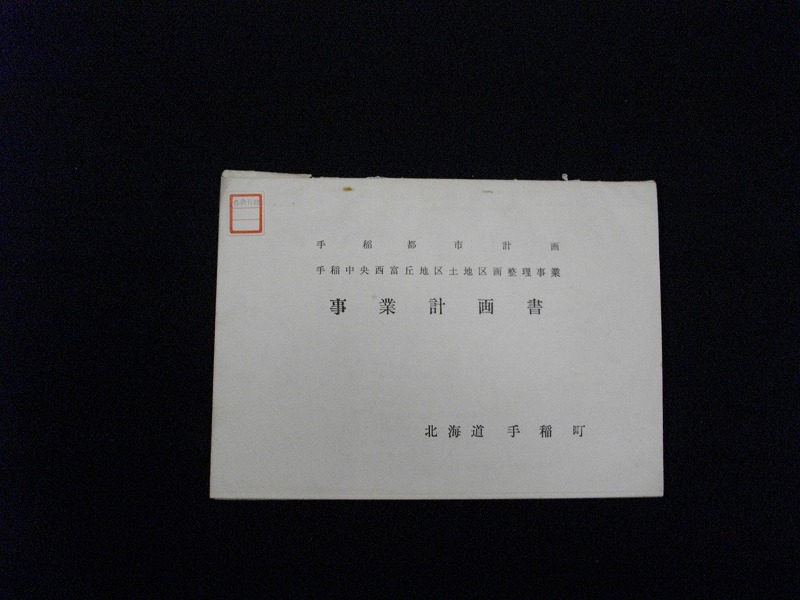 手稲都市計画
手稲中央西富丘地区土地区画整理事業
事業計画書
北海道手稲町